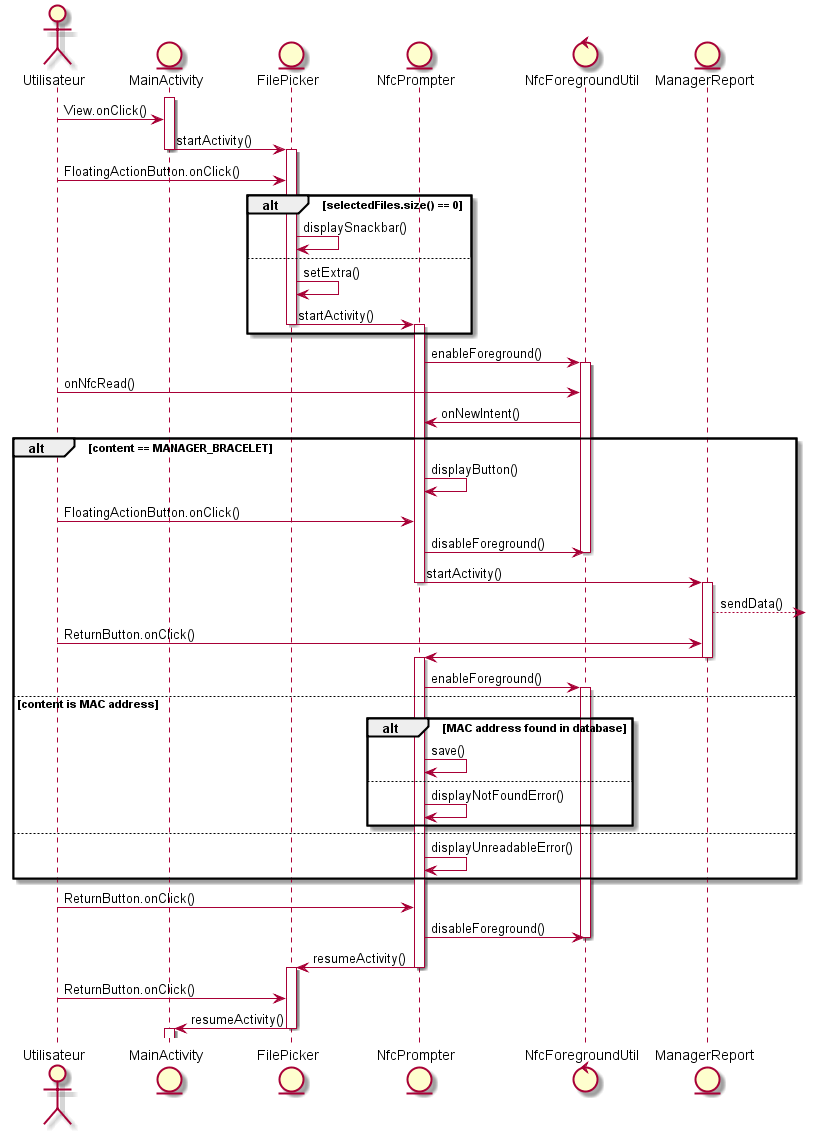 Utilisateur MainActivity FilePicker NfcPrompter NfcForegroundUtil ManagerReport
View.onClick()
startActivity()
FloatingActionButton.onClick()
alt [selectedFiles.size() == 0]
displaySnackbar()
setExtra()
startActivity()
enableForeground()
onNfcRead()
onNewIntent()
alt [content == MANAGER_BRACELET]
displayButton()
FloatingActionButton.onClick()
disableForeground()
startActivity()
sendData()
ReturnButton.onClick()
enableForeground()
[content is MAC address]
alt [MAC address found in database]
save()
displayNotFoundError()
displayUnreadableError()
ReturnButton.onClick()
disableForeground()
resumeActivity()
ReturnButton.onClick()
resumeActivity()
Utilisateur MainActivity FilePicker NfcPrompter NfcForegroundUtil ManagerReport